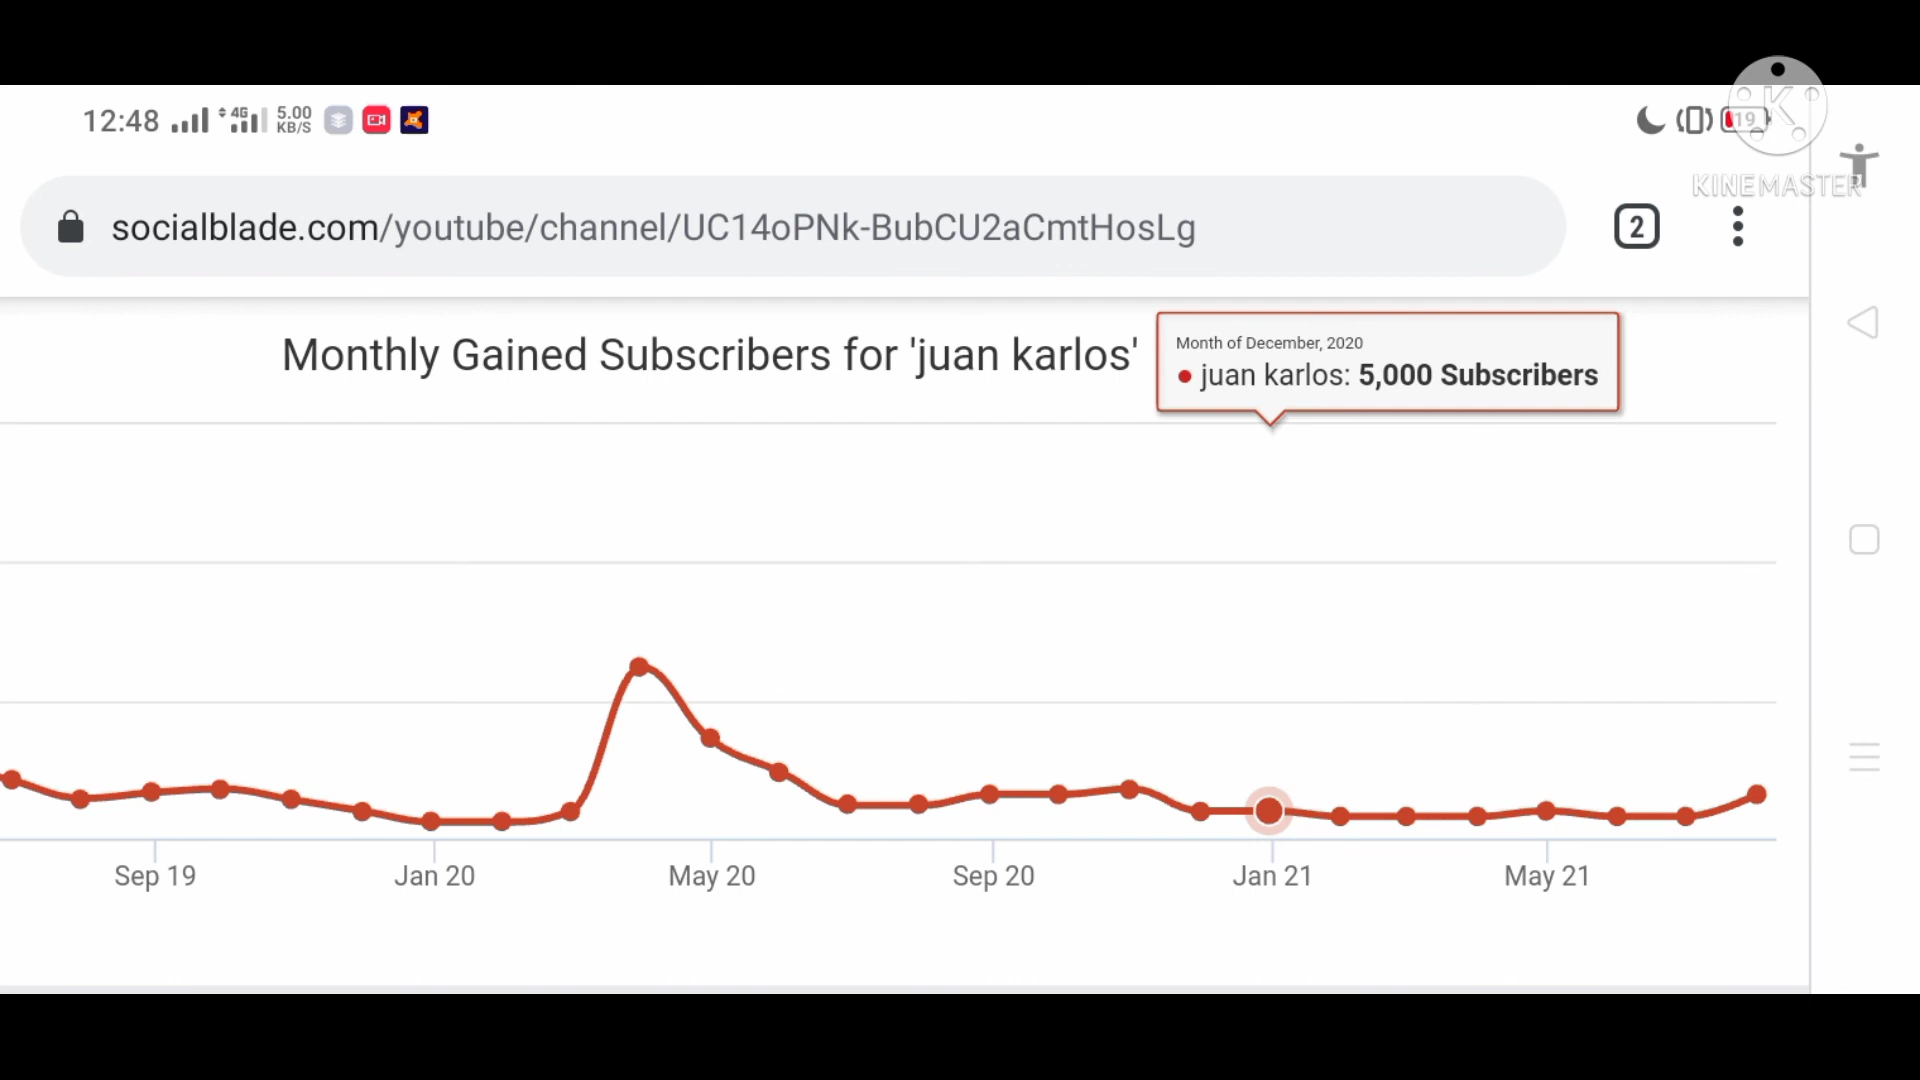 12:48 4G 5.00 KB/S 19
KINEMASTER
socialblade.com/youtube/channel/UC14oPNk-BubCU2aCmtHosLg 2
Monthly Gained Subscribers for 'juan karlos'
Month of December, 2020
juan karlos: 5,000 Subscribers
Sep 19 Jan 20 May 20 Sep 20 Jan 21 May 21